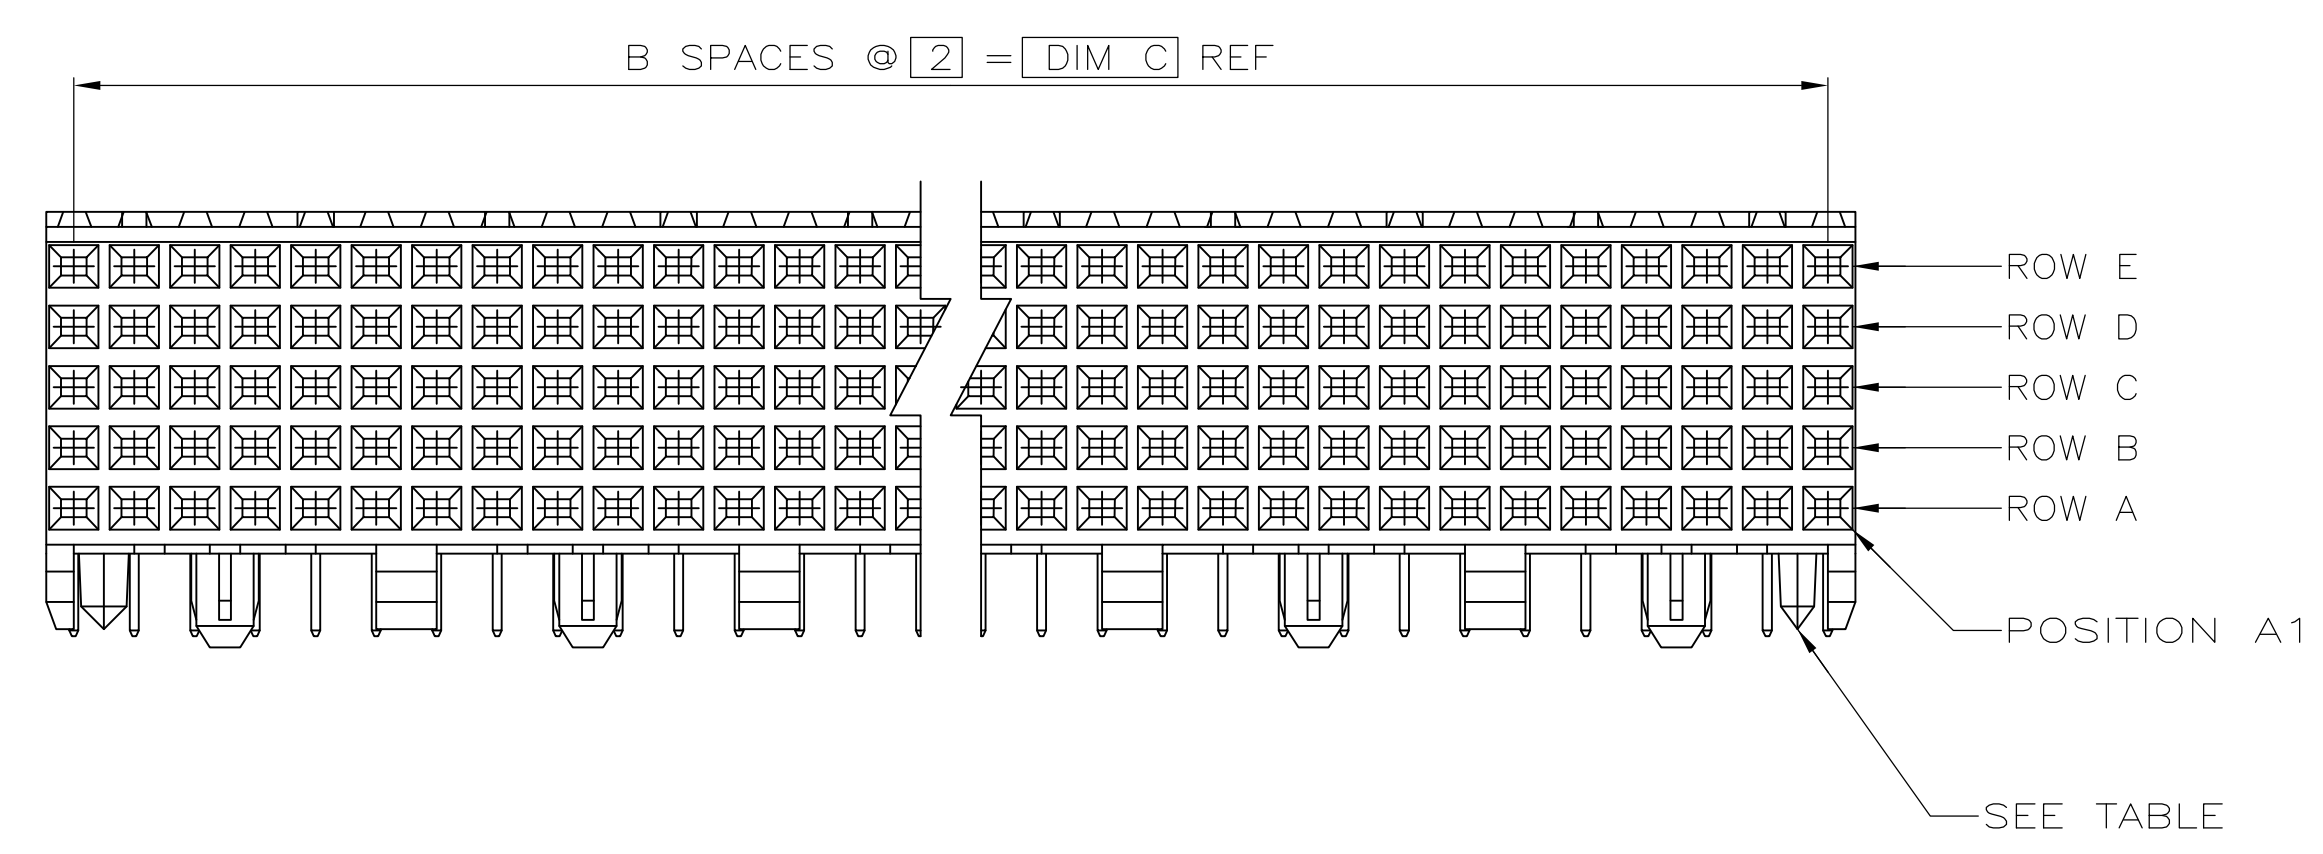 B SPACES @ 2 = DIM C REF
ROW E
ROW D
ROW C
ROW B
ROW A
POSITION A1
SEE TABLE